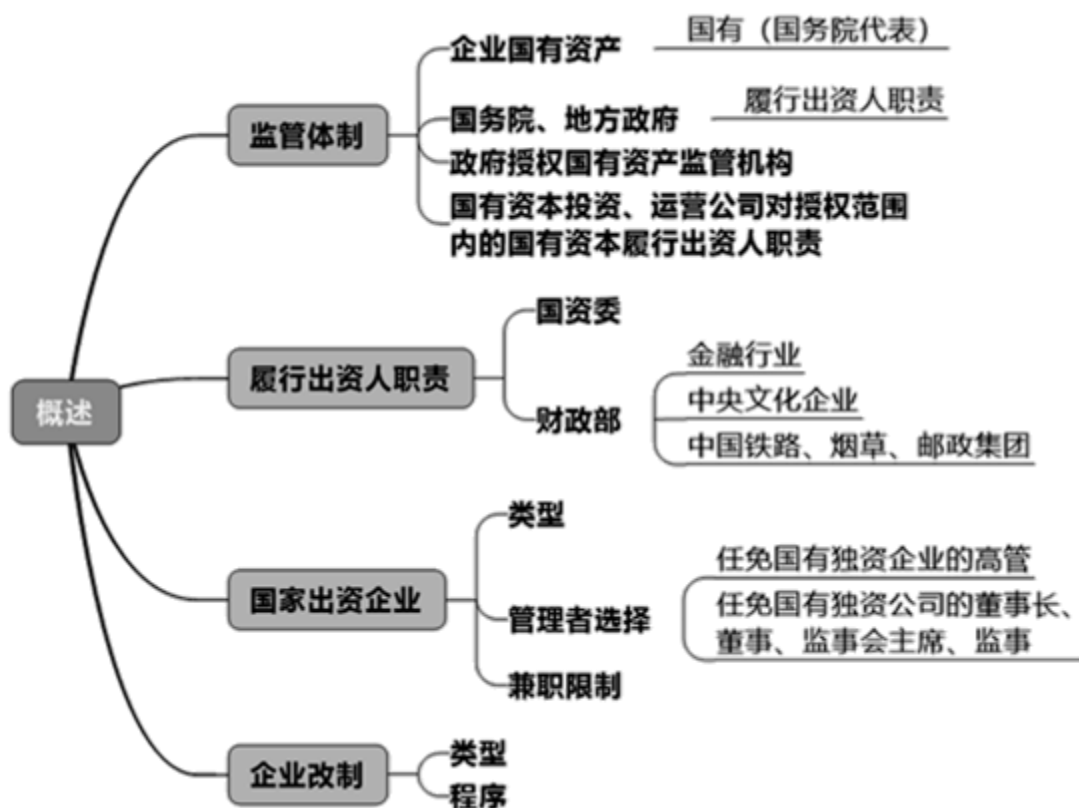 概述
监管体制
企业国有资产
国有（国务院代表）
国务院、地方政府
履行出资人职责
政府授权国有资产监管机构
国有资本投资、运营公司对授权范围
内的国有资本履行出资人职责
履行出资人职责
国资委
财政部
金融行业
中央文化企业
中国铁路、烟草、邮政集团
国家出资企业
类型
管理者选择
任免国有独资企业的高管
任免国有独资公司的董事长、
董事、监事会主席、监事
兼职限制
企业改制
类型
程序